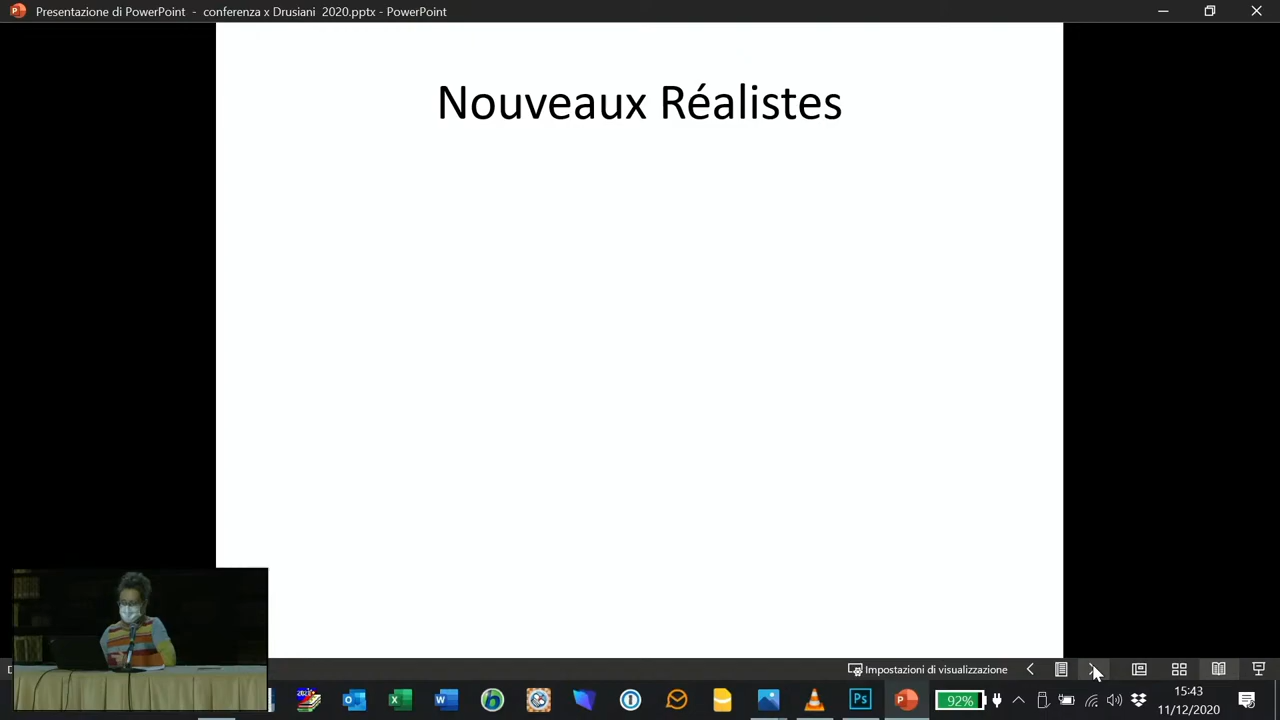 Presentazione di PowerPoint - conferenza x Drusiani 2020.pptx - PowerPoint
Nouveaux Réalistes
Impostazioni di visualizzazione
92%
15:43
11/12/2020